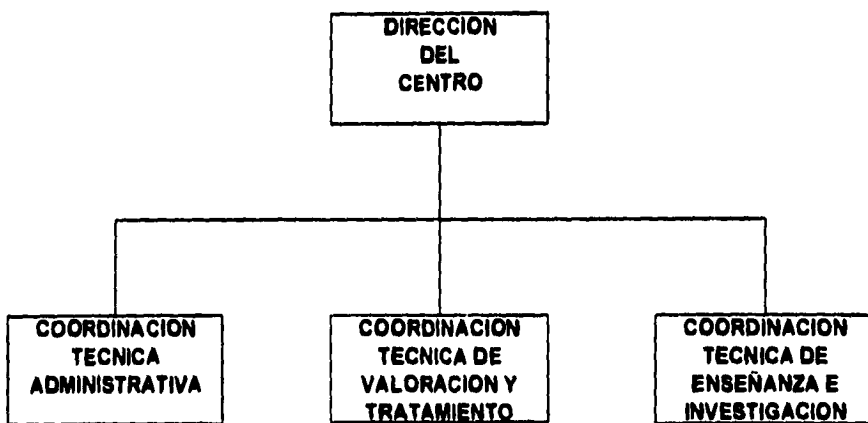 DIRECCION
DEL
CENTRO
COORDINACION
TECNICA
ADMINISTRATIVA
COORDINACION
TECNICA DE
VALORACION Y
TRATAMIENTO
COORDINACION
TECNICA DE
ENSEÑANZA E
INVESTIGACION